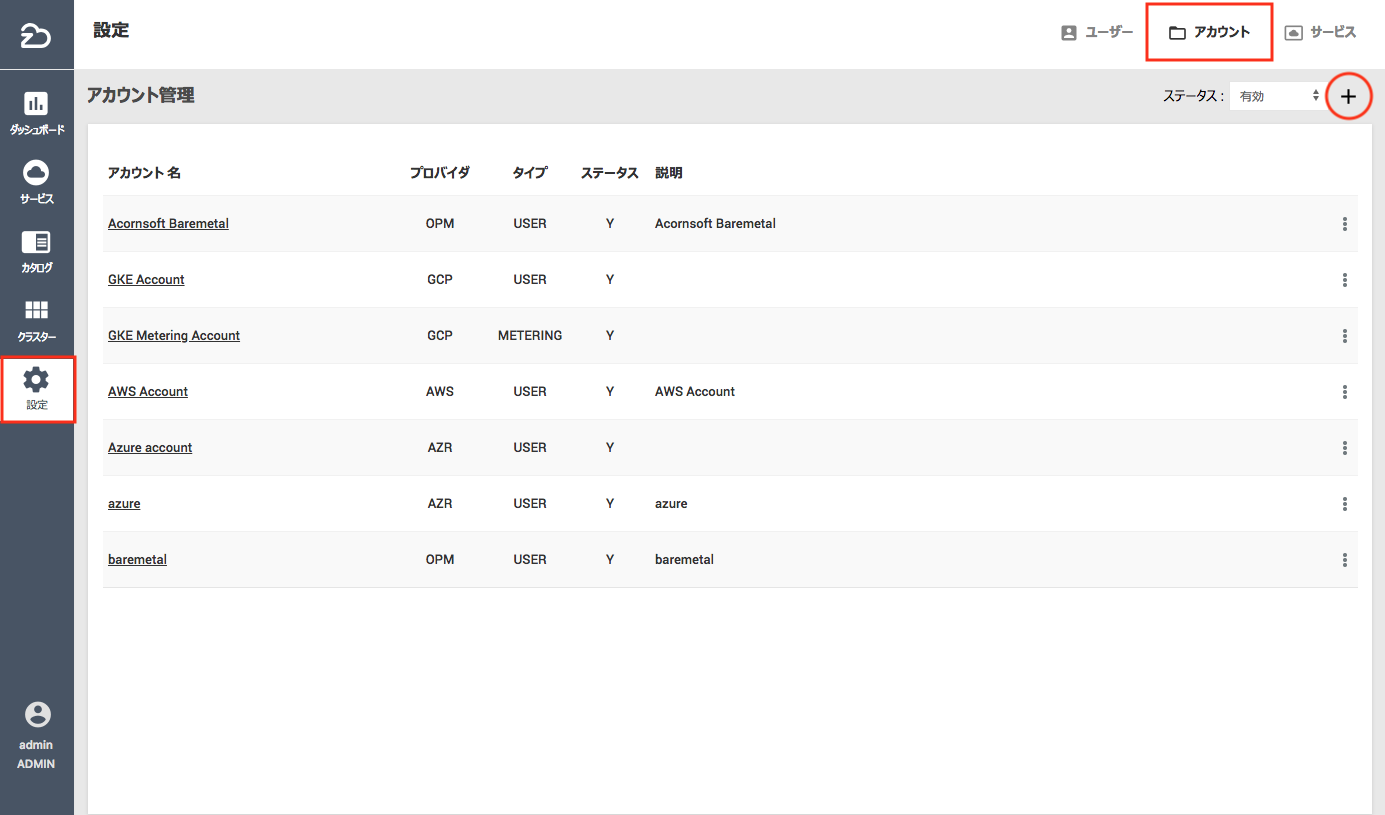 設定
ユーザー
アカウント
サービス
アカウント管理
ステータス :
有効
ダッシュボード
サービス
カタログ
クラスター
設定
admin
ADMIN
アカウント 名 プロバイダ タイプ ステータス 説明
Acornsoft Baremetal OPM USER Y Acornsoft Baremetal
GKE Account GCP USER Y
GKE Metering Account GCP METERING Y
AWS Account AWS USER Y AWS Account
Azure account AZR USER Y
azure AZR USER Y azure
baremetal OPM USER Y baremetal